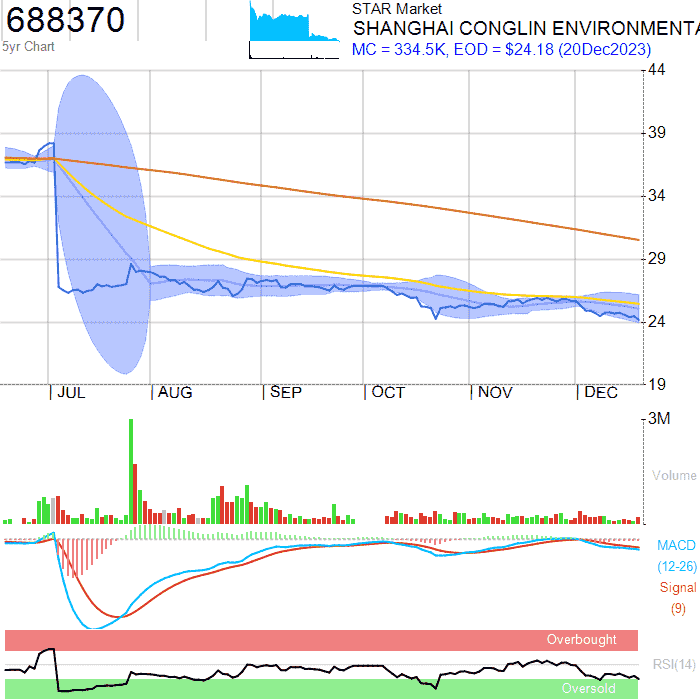 688370
5yr Chart
STAR Market
SHANGHAI CONGLIN ENVIRONMENTA
MC = 334.5K, EOD = $24.18 (20Dec2023)
44
39
34
29
24
19
JUL
AUG
SEP
OCT
NOV
DEC
3M
Volume
MACD
(12-26)
Signal
(9)
Overbought
RSI(14)
Oversold